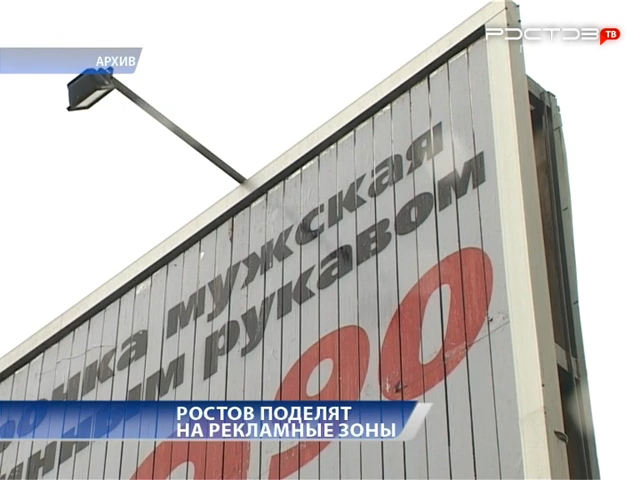 АРХИВ
РОСТОВ ТВ
мужская
рукавом
90
РОСТОВ ПОДЕЛЯТ
НА РЕКЛАМНЫЕ ЗОНЫ